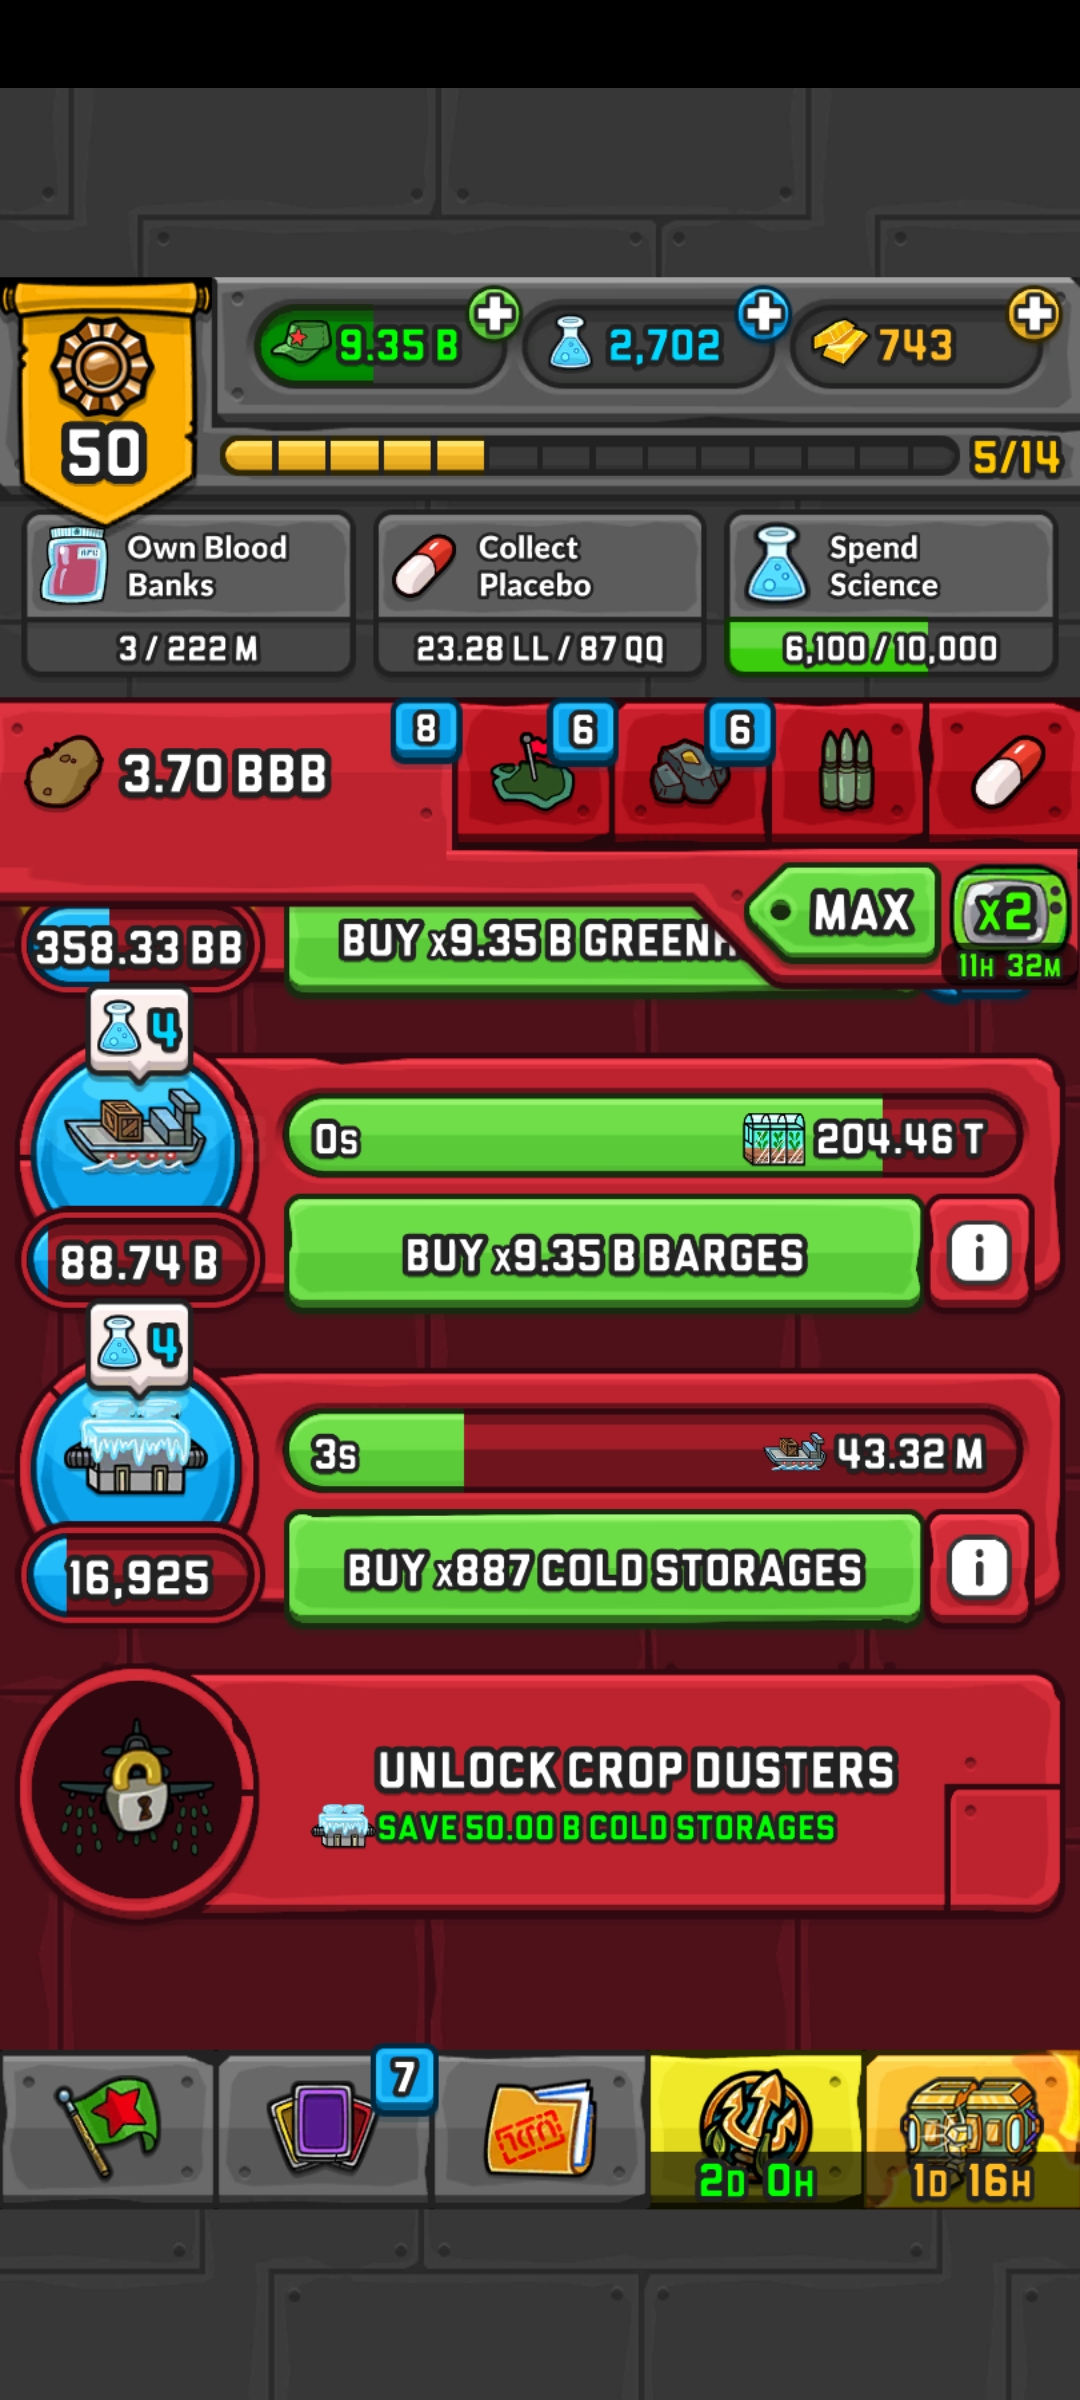 9.35 B
2,702
743
50
5/14
Own Blood
Banks
3 / 222 M
Collect
Placebo
23.28 LL / 87 QQ
Spend
Science
6,100 / 10,000
3.70 BBB
8
6
6
MAX
x2
11H 32M
358.33 BB
BUY x9.35 B GREENH
4
0s
204.46 T
88.74 B
BUY x9.35 B BARGES
i
4
3s
43.32 M
16,925
BUY x887 COLD STORAGES
i
UNLOCK CROP DUSTERS
SAVE 50.00 B COLD STORAGES
7
2D 0H
1D 16H